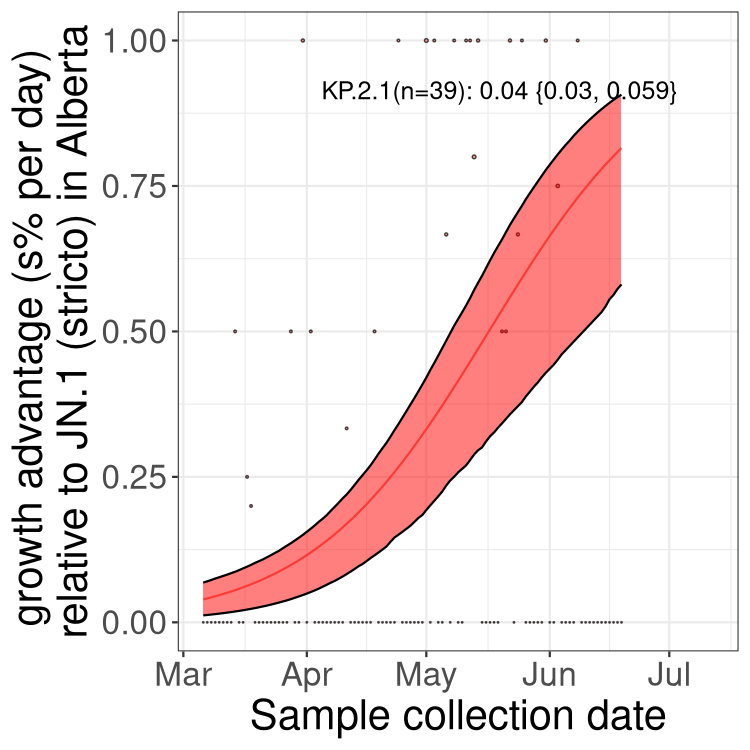 growth advantage (s% per day)
relative to JN.1 (stricto) in Alberta
1.00
0.75
0.50
0.25
0.00
KP.2.1(n=39): 0.04 {0.03, 0.059}
Mar Apr May Jun Jul
Sample collection date